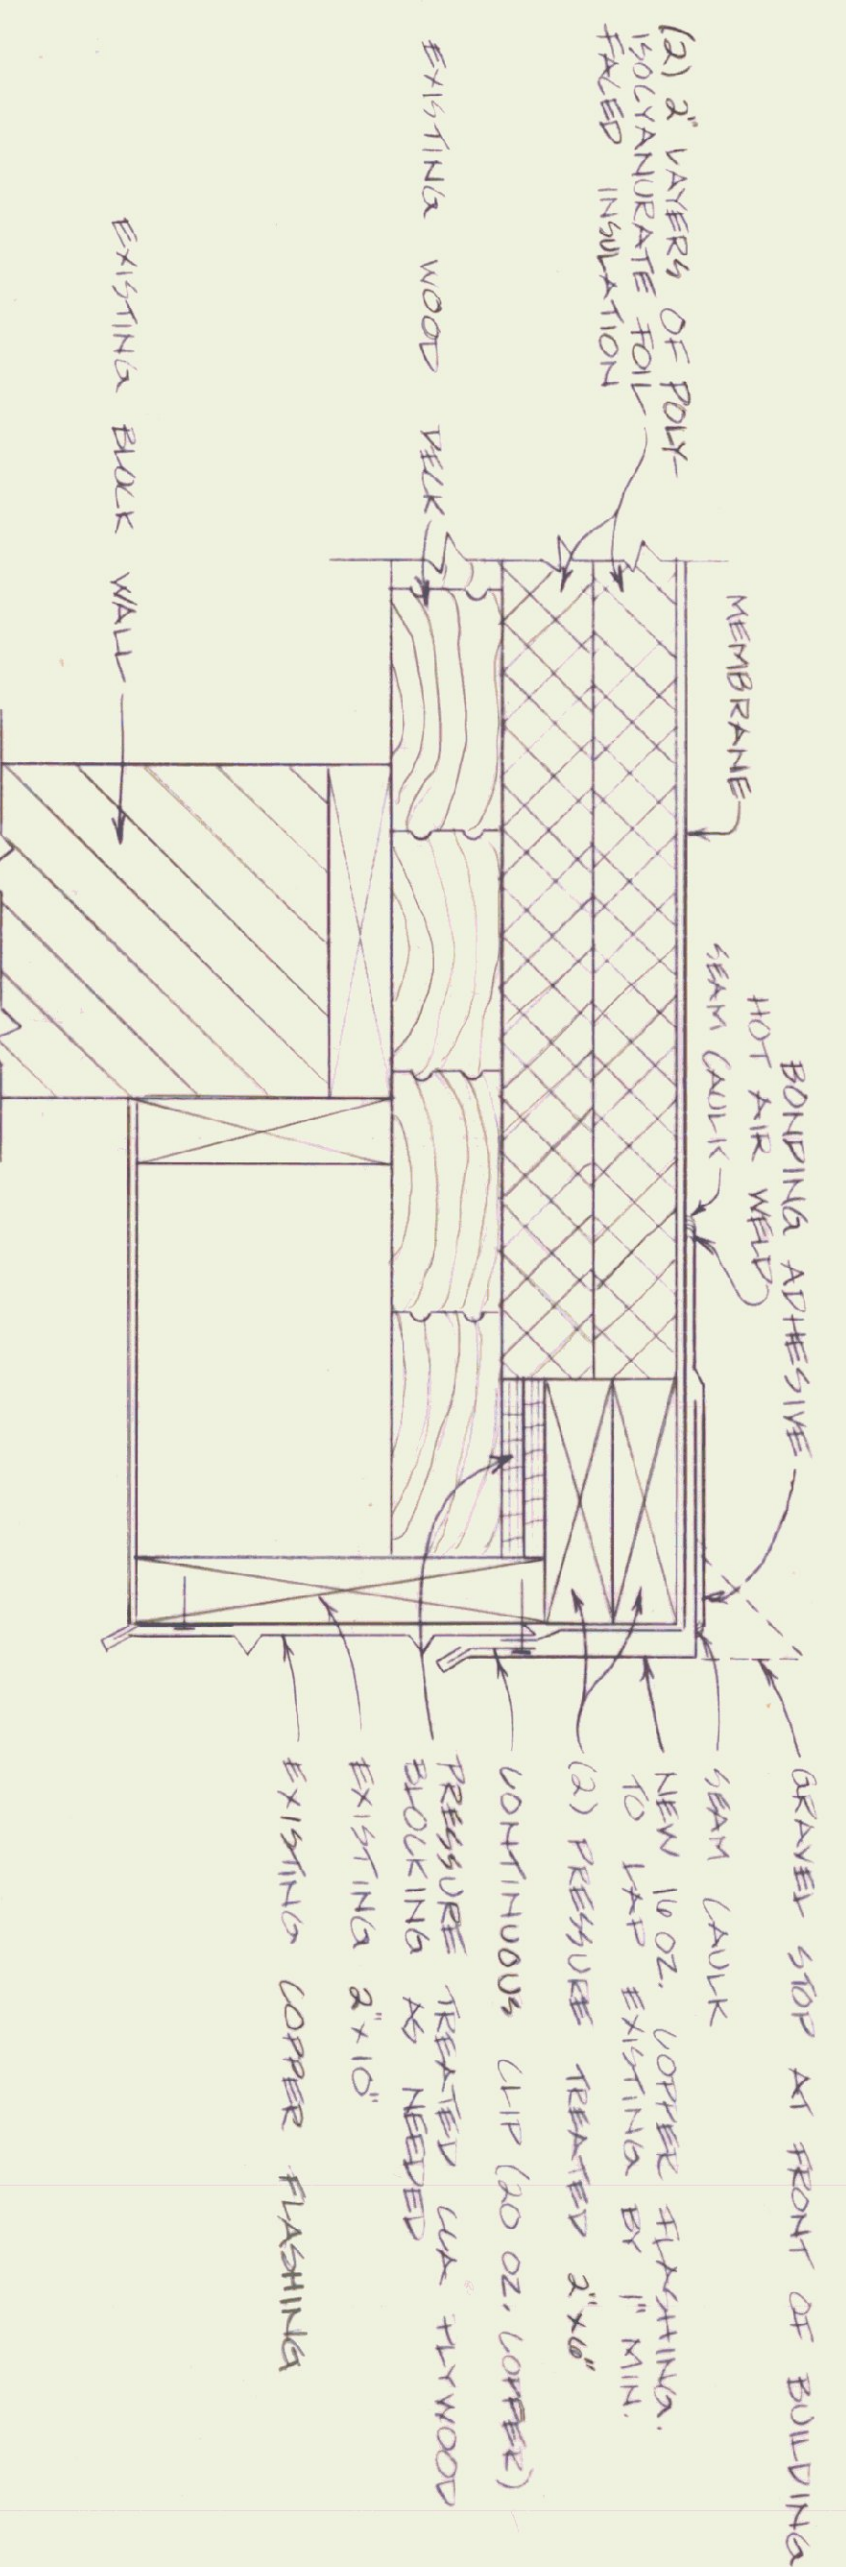 (2) 2" LAYERS OF POLY-
ISOCYANURATE FOIL
FACED INSULATION
EXISTING WOOD DECK
EXISTING BLOCK WALL
MEMBRANE
BONDING ADHESIVE
HOT AIR WELD
SEAM CAULK
GRAVEL STOP AT FRONT OF BUILDING
SEAM CAULK
NEW 16 OZ. COPPER FLASHING.
TO LAP EXISTING BY 1" MIN.
(2) PRESSURE TREATED 2"x6"
CONTINUOUS CLIP (20 OZ. COPPER)
PRESSURE TREATED CCA PLYWOOD
BLOCKING AS NEEDED
EXISTING 2"x10"
EXISTING COPPER FLASHING